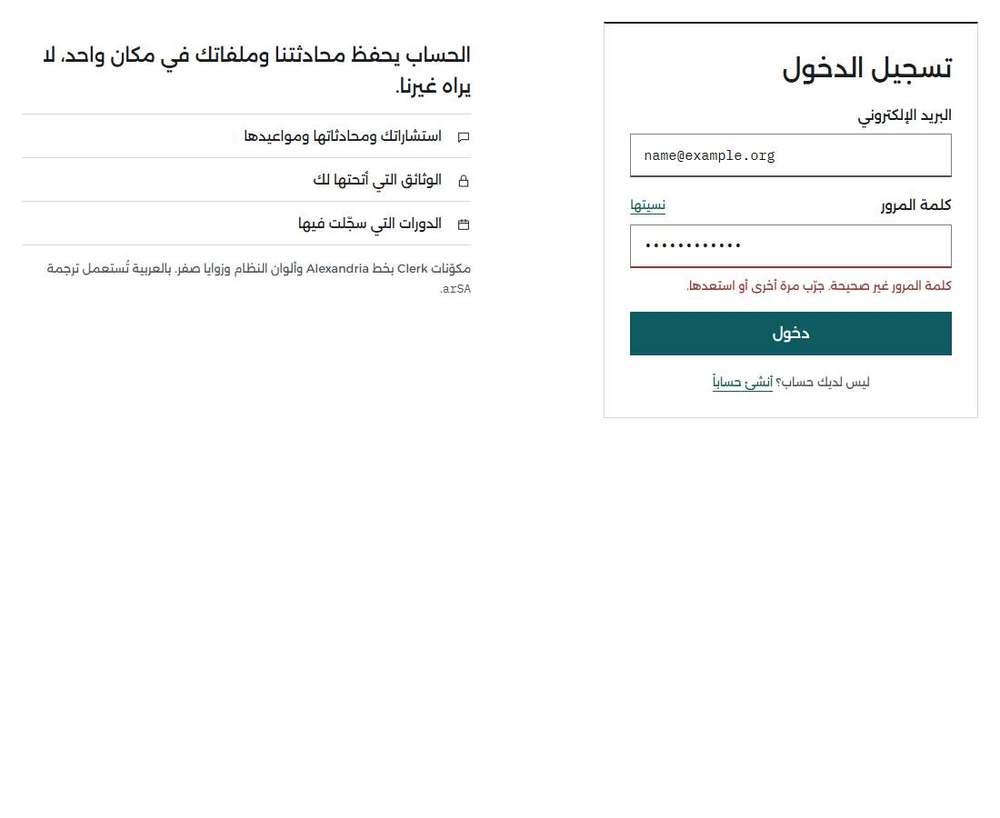 تسجيل الدخول
البريد الإلكتروني
name@example.org
كلمة المرور
نسيتها
••••••••••••
كلمة المرور غير صحيحة. جرّب مرة أخرى أو استعدها.
دخول
ليس لديك حساب؟ أنشئ حساباً
الحساب يحفظ محادثتنا وملفاتك في مكان واحد، لا
يراه غيرنا.
استشاراتك ومحادثاتها ومواعيدها
الوثائق التي أتحتها لك
الدورات التي سجّلت فيها
مكوّنات Clerk بخط Alexandria وألوان النظام وزوايا صفر. بالعربية تُستعمل ترجمة
arSA.